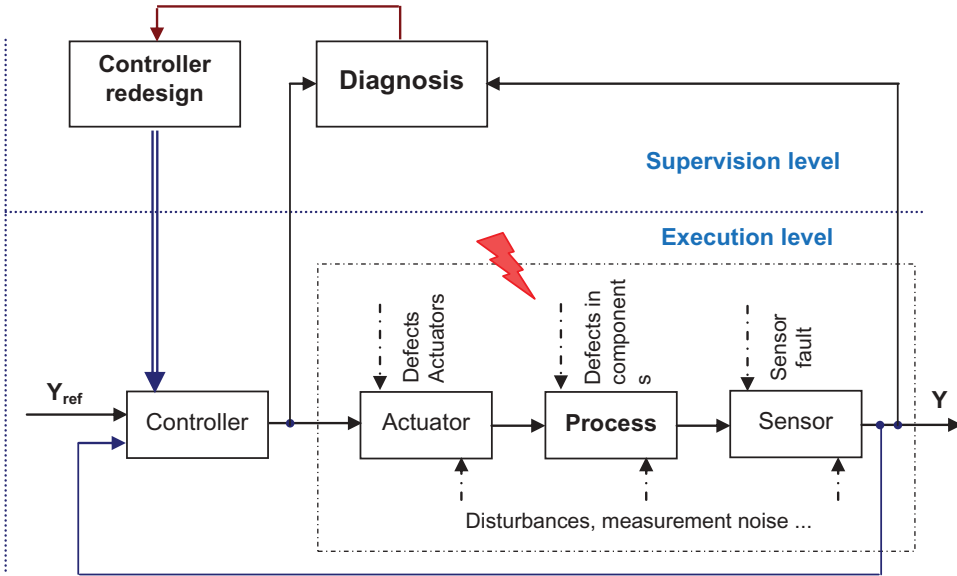 Controller
redesign
Diagnosis
Supervision level
Execution level
Defects
Actuators
Defects in
component
s
Sensor
fault
Yref
Controller
Actuator
Process
Sensor
Y
Disturbances, measurement noise ...